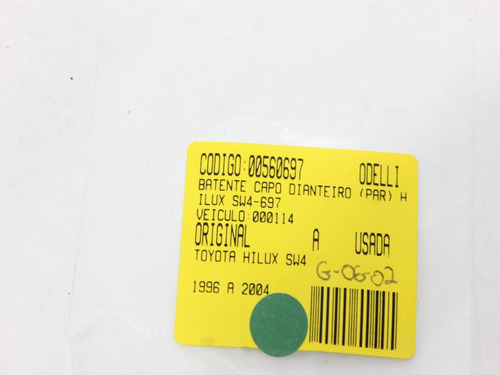 CODIGO:00560697 ODELLI
BATENTE CAPO DIANTEIRO (PAR) H
ILUX SW4-697
VEICULO:000114
ORIGINAL A USADA
TOYOTA HILUX SW4
G-06-02
1996 A 2004